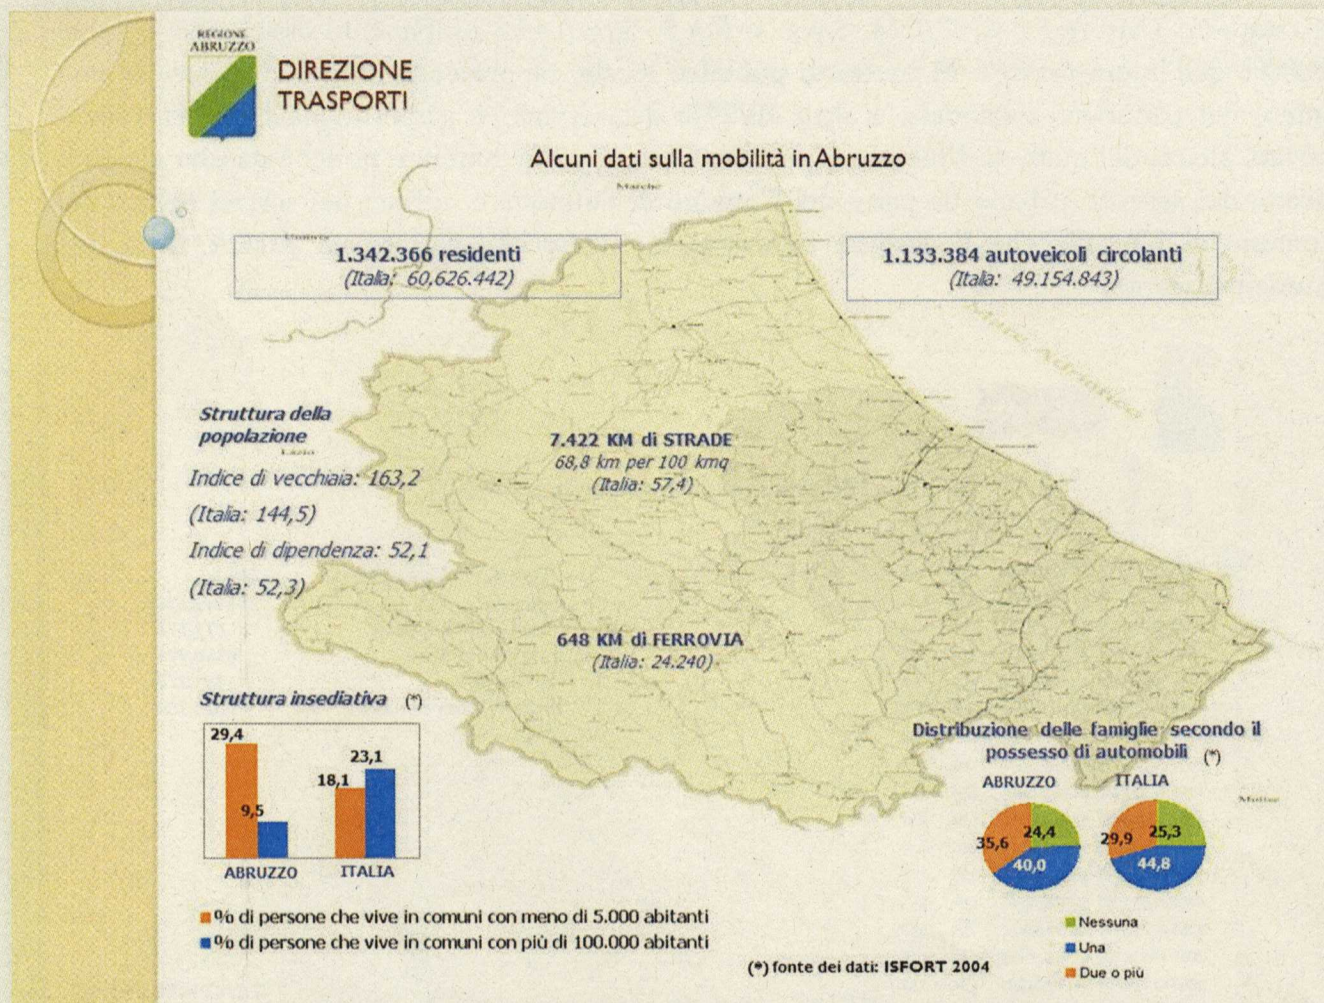 REGIONE
ABRUZZO
DIREZIONE
TRASPORTI
Alcuni dati sulla mobilità in Abruzzo
Marche
Umbria
1.342.366 residenti
(Italia: 60,626.442)
1.133.384 autoveicoli circolanti
(Italia: 49.154.843)
Mare Adriatico
Struttura della
popolazione
Lazio
Indice di vecchiaia: 163,2
(Italia: 144,5)
Indice di dipendenza: 52,1
(Italia: 52,3)
7.422 KM di STRADE
68,8 km per 100 kmq
(Italia: 57,4)
648 KM di FERROVIA
(Italia: 24.240)
Struttura insediativa (*)
29,4
9,5
18,1
23,1
ABRUZZO ITALIA
% di persone che vive in comuni con meno di 5.000 abitanti
% di persone che vive in comuni con più di 100.000 abitanti
Distribuzione delle famiglie secondo il
possesso di automobili (*)
ABRUZZO ITALIA
35,6 24,4 40,0
29,9 25,3 44,8
Molise
Nessuna
Una
Due o più
(*) fonte dei dati: ISFORT 2004